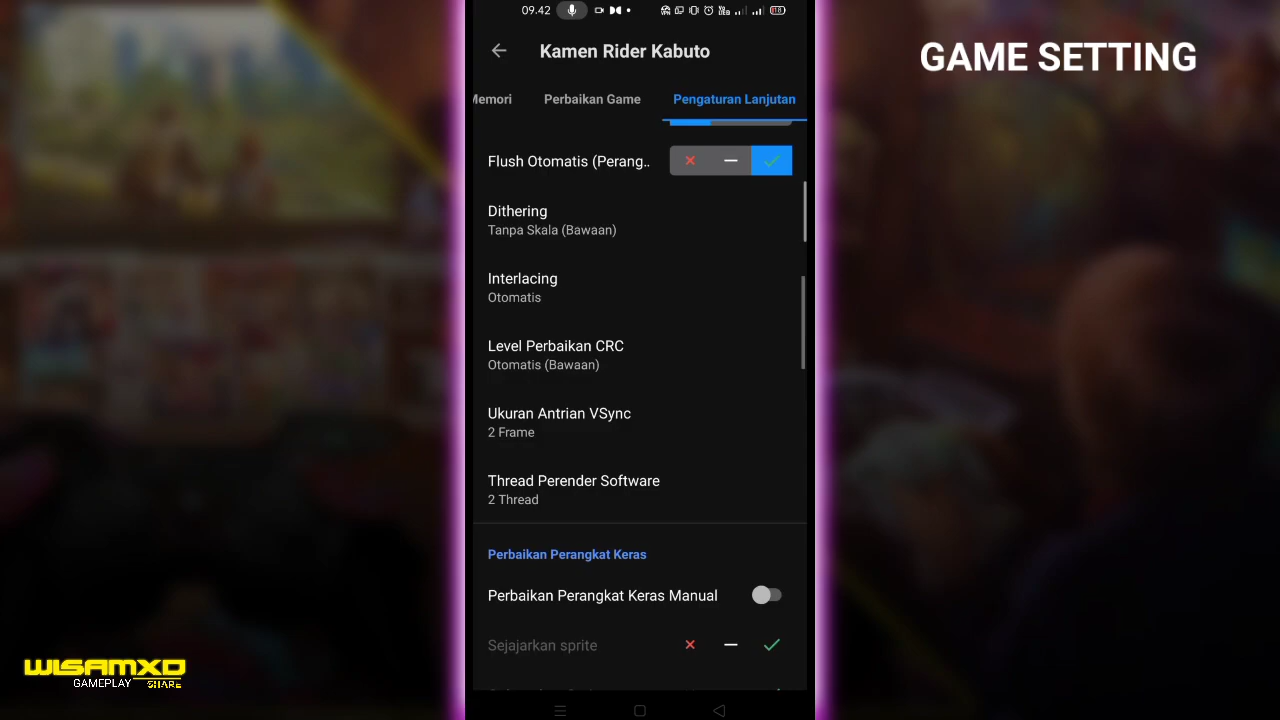 09.42
Kamen Rider Kabuto
GAME SETTING
Memori Perbaikan Game Pengaturan Lanjutan
Flush Otomatis (Perang..
Dithering
Tanpa Skala (Bawaan)
Interlacing
Otomatis
Level Perbaikan CRC
Otomatis (Bawaan)
Ukuran Antrian VSync
2 Frame
Thread Perender Software
2 Thread
Perbaikan Perangkat Keras
Perbaikan Perangkat Keras Manual
Sejajarkan sprite
WISAMXD
GAMEPLAY SHARE